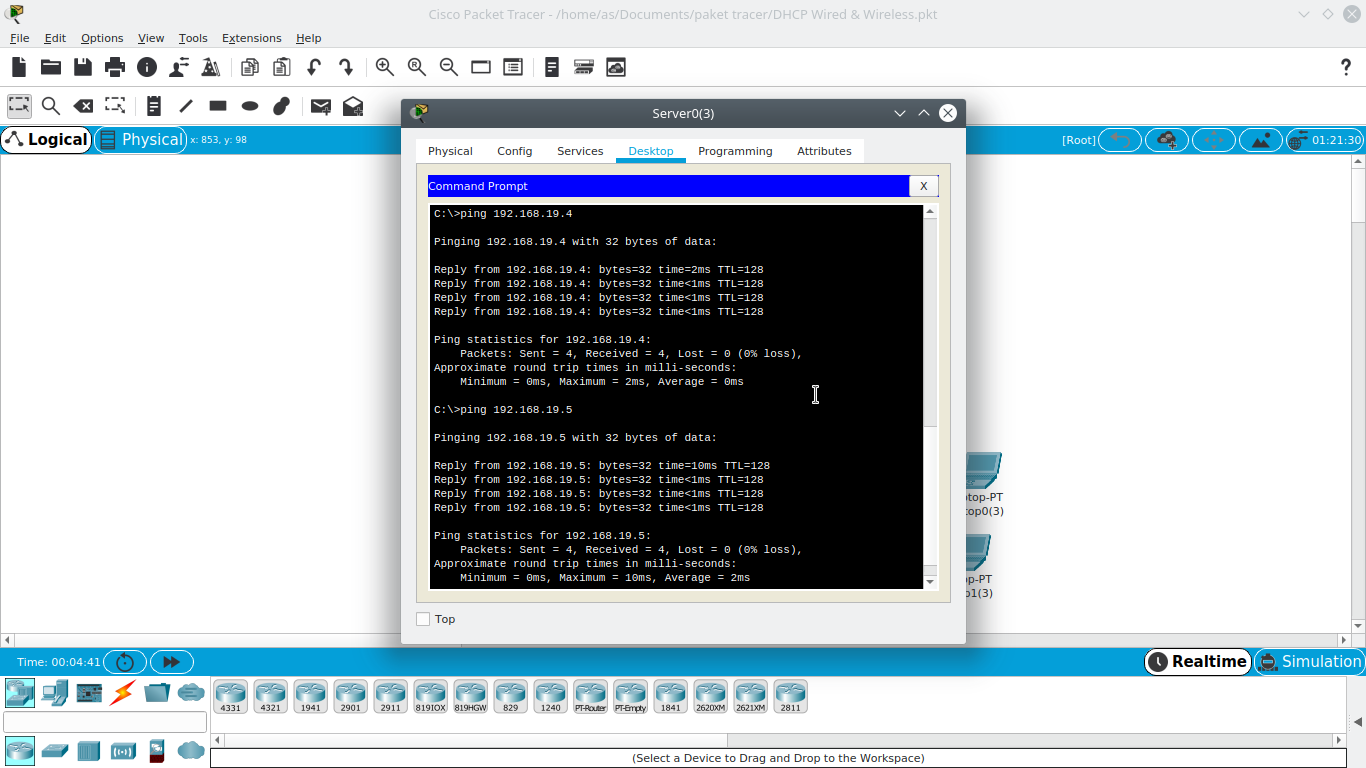 Cisco Packet Tracer - /home/as/Documents/paket tracer/DHCP Wired & Wireless.pkt
File Edit Options View Tools Extensions Help
Logical Physical x: 853, y: 98 [Root] 01:21:30
Server0(3)
Physical Config Services Desktop Programming Attributes
Command Prompt X
C:\>ping 192.168.19.4
Pinging 192.168.19.4 with 32 bytes of data:
Reply from 192.168.19.4: bytes=32 time=2ms TTL=128
Reply from 192.168.19.4: bytes=32 time<1ms TTL=128
Reply from 192.168.19.4: bytes=32 time<1ms TTL=128
Reply from 192.168.19.4: bytes=32 time<1ms TTL=128
Ping statistics for 192.168.19.4:
Packets: Sent = 4, Received = 4, Lost = 0 (0% loss),
Approximate round trip times in milli-seconds:
Minimum = 0ms, Maximum = 2ms, Average = 0ms
C:\>ping 192.168.19.5
Pinging 192.168.19.5 with 32 bytes of data:
Reply from 192.168.19.5: bytes=32 time=10ms TTL=128
Reply from 192.168.19.5: bytes=32 time<1ms TTL=128
Reply from 192.168.19.5: bytes=32 time<1ms TTL=128
Reply from 192.168.19.5: bytes=32 time<1ms TTL=128
Ping statistics for 192.168.19.5:
Packets: Sent = 4, Received = 4, Lost = 0 (0% loss),
Approximate round trip times in milli-seconds:
Minimum = 0ms, Maximum = 10ms, Average = 2ms
top-PT
top0(3)
op-PT
o1(3)
Top
Time: 00:04:41 Realtime Simulation
4331 4321 1941 2901 2911 819IOX 819HGW 829 1240 PT-Router PT-Empty 1841 2620XM 2621XM 2811
(Select a Device to Drag and Drop to the Workspace)